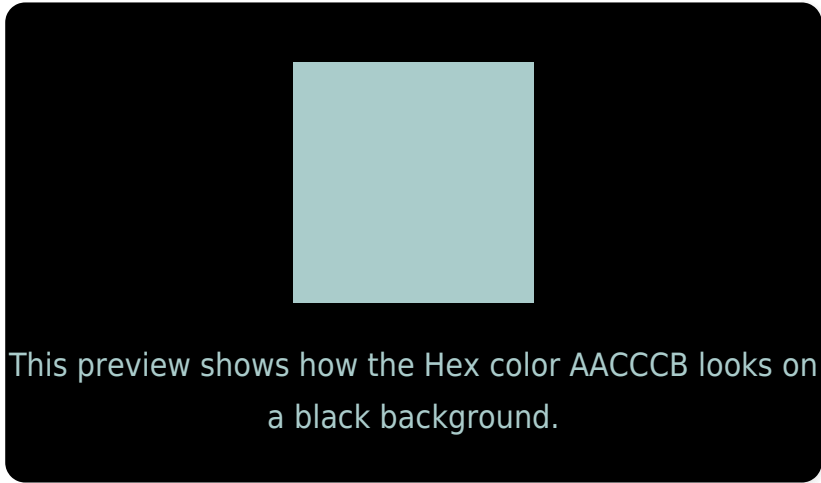 This preview shows how the Hex color AACCCB looks on
a black background.